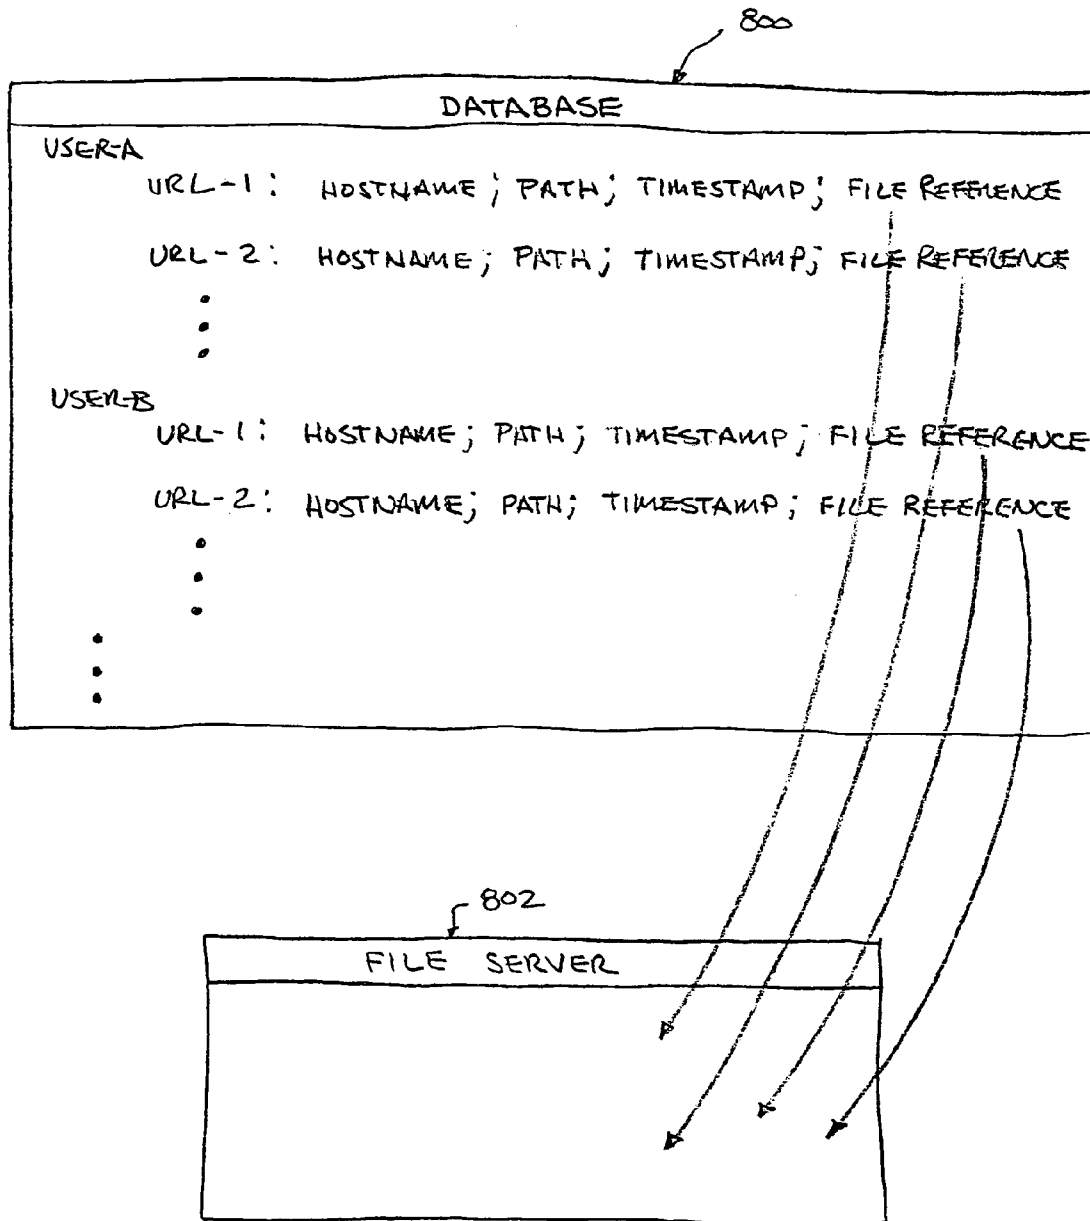 800
DATABASE
USER-A
URL-1: HOSTNAME; PATH; TIMESTAMP; FILE REFERENCE
URL-2: HOSTNAME; PATH; TIMESTAMP; FILE REFERENCE
USER-B
URL-1: HOSTNAME; PATH; TIMESTAMP; FILE REFERENCE
URL-2: HOSTNAME; PATH; TIMESTAMP; FILE REFERENCE
802
FILE SERVER